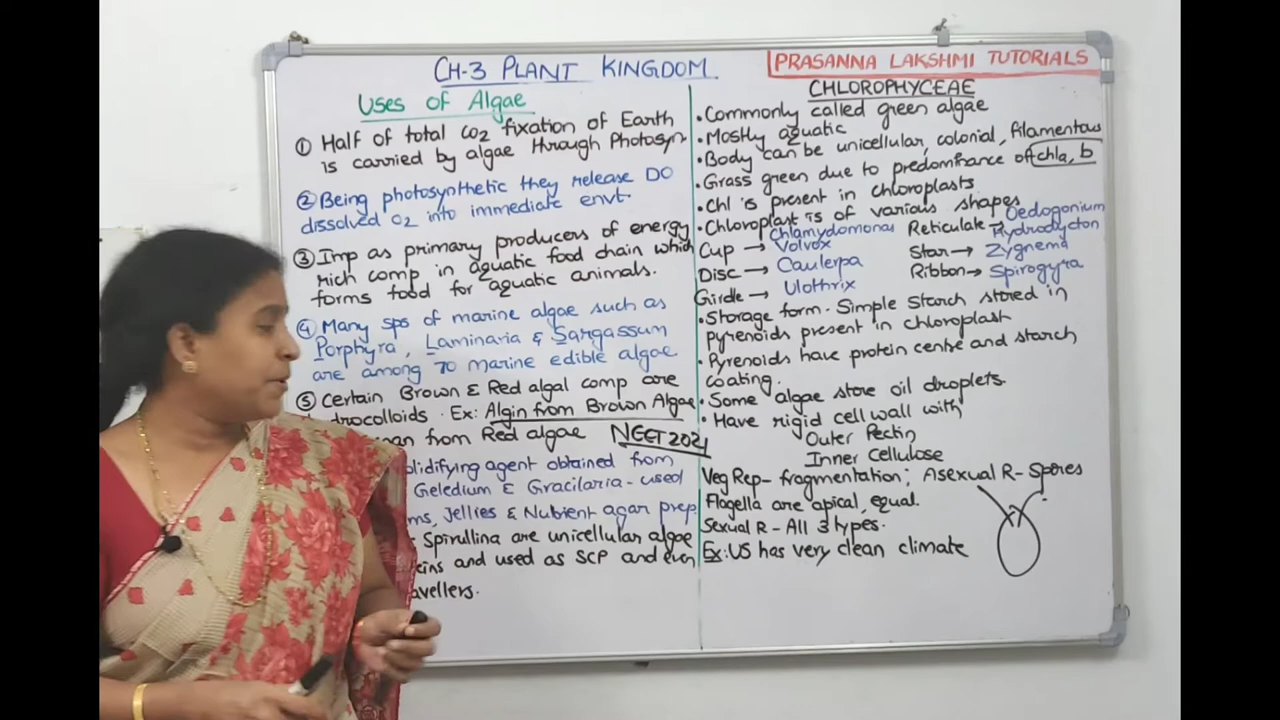 CH-3 PLANT KINGDOM
PRASANNA LAKSHMI TUTORIALS
Uses of Algae
① Half of total CO2 fixation of Earth
is carried by algae through Photosyn
② Being photosynthetic they release DO
dissolved O2 into immediate envt.
③ Imp as primary producers of energy
rich comp in aquatic food chain which
forms food for aquatic animals.
④ Many sps of marine algae such as
Porphyra, Laminaria & Sargassum
are among 70 marine edible algae
⑤ Certain Brown & Red algal comp are
drocolloids. Ex: Algin from Brown Algae
nan from Red algae NEET 2021
lidifying agent obtained from
Geledium & Gracilaria - used
ms, Jellies & Nutrient agar prep
Spirullina are unicellular algae
eins and used as SCP and even
avellers.
CHLOROPHYCEAE
• Commonly called green algae
• Mostly aquatic
• Body can be unicellular, colonial, filamentous
• Grass green due to predominance of chla, b
• Chl is present in chloroplasts
• Chloroplast is of various shapes
Cup → Chlamydomonas Volvox
Disc → Caulerpa
Girdle → Ulothrix
Reticulate - Oedogonium Hydrodycton
Star → Zygnema
Ribbon → Spirogyra
• Storage form - Simple Starch stored in
pyrenoids present in chloroplast
• Pyrenoids have protein centre and starch
coating.
• Some algae store oil droplets.
• Have rigid cell wall with
Outer Pectin
Inner Cellulose
Veg Rep - fragmentation; Asexual R - Spores
Flagella are apical, equal.
Sexual R - All 3 types.
Ex: US has very clean climate